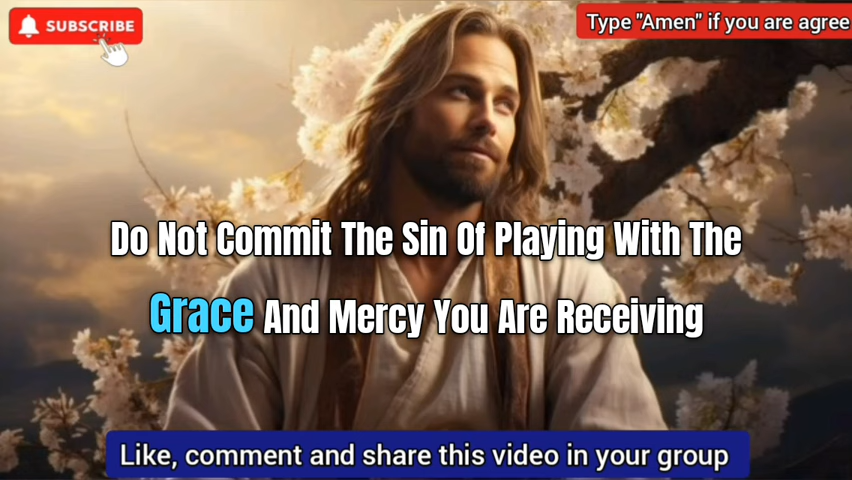 SUBSCRIBE
Type "Amen" if you are agree
Do Not Commit The Sin Of Playing With The
Grace And Mercy You Are Receiving
Like, comment and share this video in your group